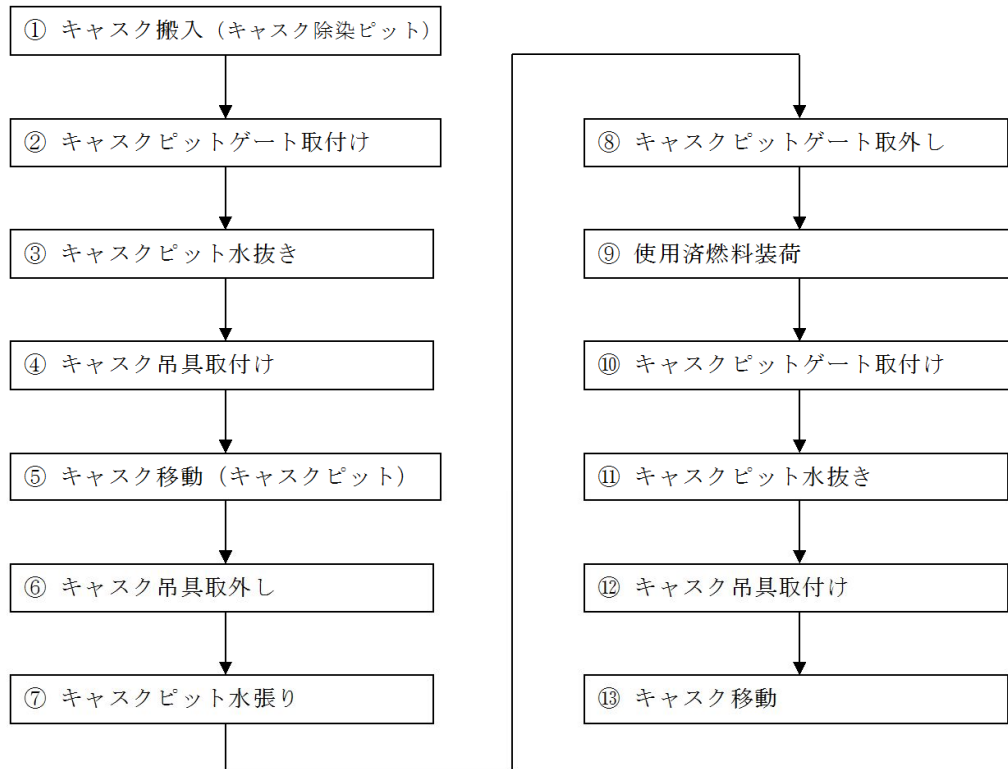 ① キャスク搬入（キャスク除染ピット）
② キャスクピットゲート取付け
③ キャスクピット水抜き
④ キャスク吊具取付け
⑤ キャスク移動（キャスクピット）
⑥ キャスク吊具取外し
⑦ キャスクピット水張り
⑧ キャスクピットゲート取外し
⑨ 使用済燃料装荷
⑩ キャスクピットゲート取付け
⑪ キャスクピット水抜き
⑫ キャスク吊具取付け
⑬ キャスク移動